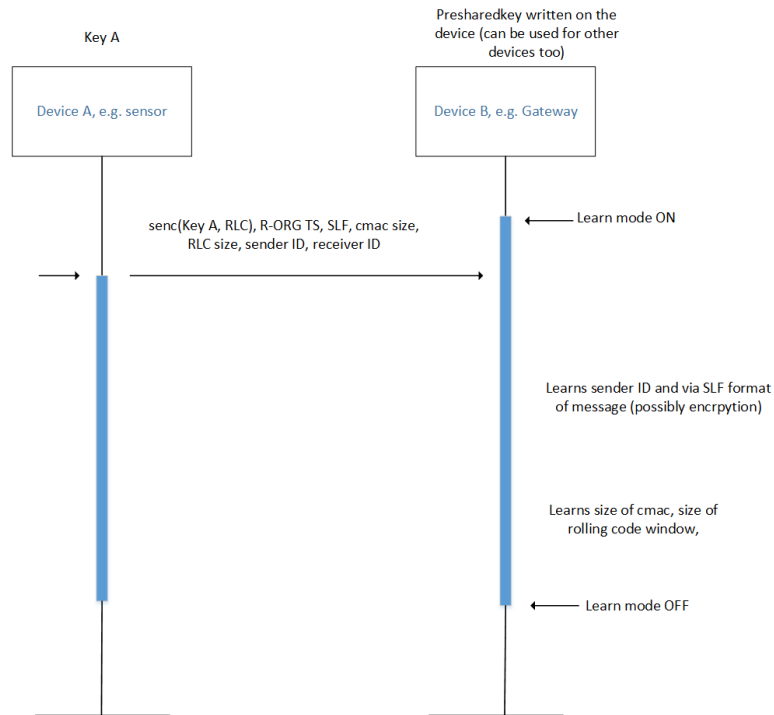 Key A
Presharedkey written on the
device (can be used for other
devices too)
Device A, e.g. sensor
Device B, e.g. Gateway
senc(Key A, RLC), R-ORG TS, SLF, cmac size,
RLC size, sender ID, receiver ID
Learn mode ON
Learns sender ID and via SLF format
of message (possibly encrpytion)
Learns size of cmac, size of
rolling code window,
Learn mode OFF